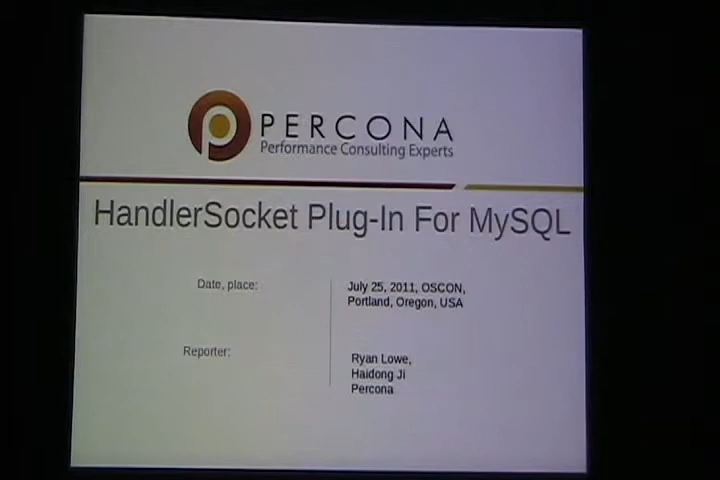 PERCONA
Performance Consulting Experts
HandlerSocket Plug-In For MySQL
Date, place:
July 25, 2011, OSCON,
Portland, Oregon, USA
Reporter:
Ryan Lowe,
Haidong Ji
Percona